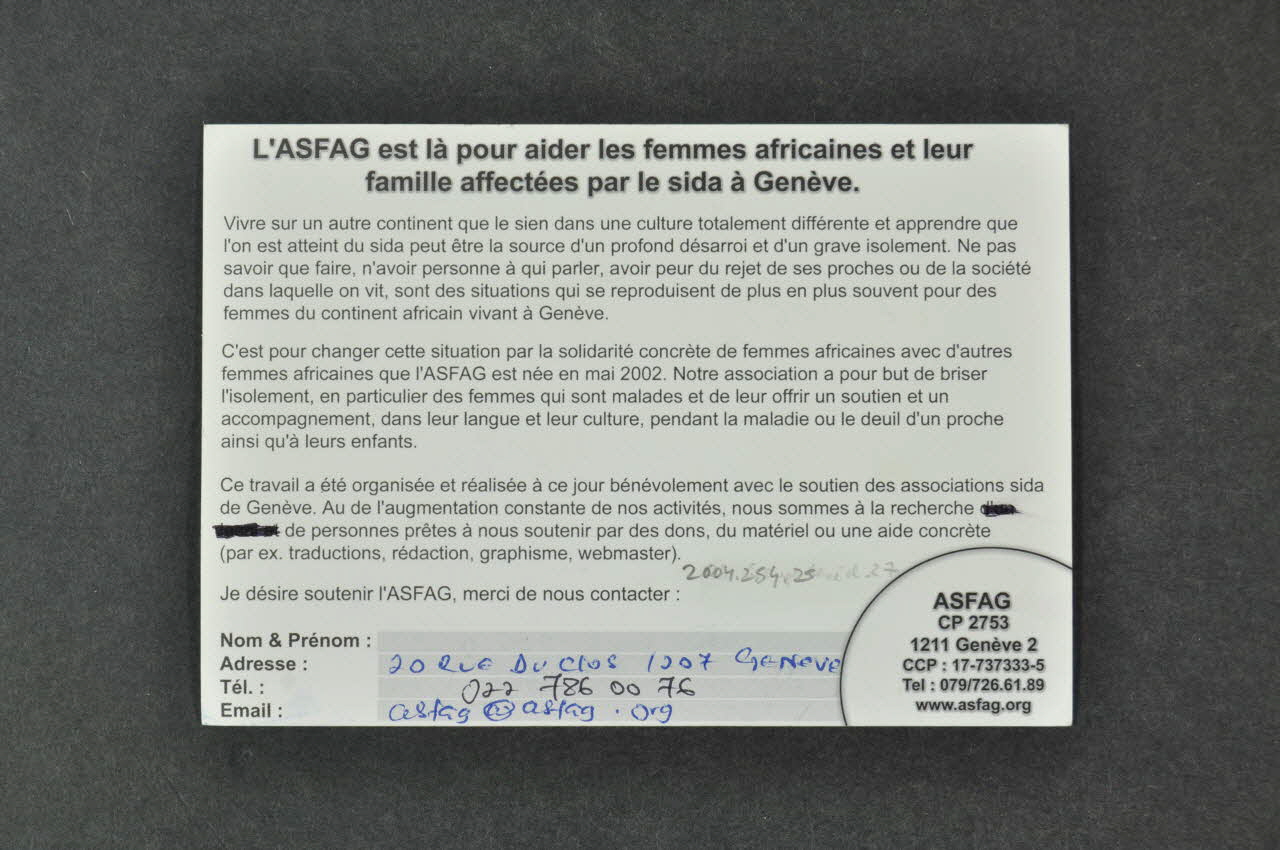 L'ASFAG est là pour aider les femmes africaines et leur
famille affectées par le sida à Genève.
Vivre sur un autre continent que le sien dans une culture totalement différente et apprendre que
l'on est atteint du sida peut être la source d'un profond désarroi et d'un grave isolement. Ne pas
savoir que faire, n'avoir personne à qui parler, avoir peur du rejet de ses proches ou de la société
dans laquelle on vit, sont des situations qui se reproduisent de plus en plus souvent pour des
femmes du continent africain vivant à Genève.
C'est pour changer cette situation par la solidarité concrète de femmes africaines avec d'autres
femmes africaines que l'ASFAG est née en mai 2002. Notre association a pour but de briser
l'isolement, en particulier des femmes qui sont malades et de leur offrir un soutien et un
accompagnement, dans leur langue et leur culture, pendant la maladie ou le deuil d'un proche
ainsi qu'à leurs enfants.
Ce travail a été organisée et réalisée à ce jour bénévolement avec le soutien des associations sida
de Genève. Au de l'augmentation constante de nos activités, nous sommes à la recherche
de personnes prêtes à nous soutenir par des dons, du matériel ou une aide concrète
(par ex. traductions, rédaction, graphisme, webmaster).
2004.254.25
Je désire soutenir l'ASFAG, merci de nous contacter :
Nom & Prénom :
Adresse : 20 Rue Du Clos 1207 Geneve
Tél. : 022 786 00 76
Email : asfag@asfag.org
ASFAG
CP 2753
1211 Genève 2
CCP : 17-737333-5
Tel : 079/726.61.89
www.asfag.org